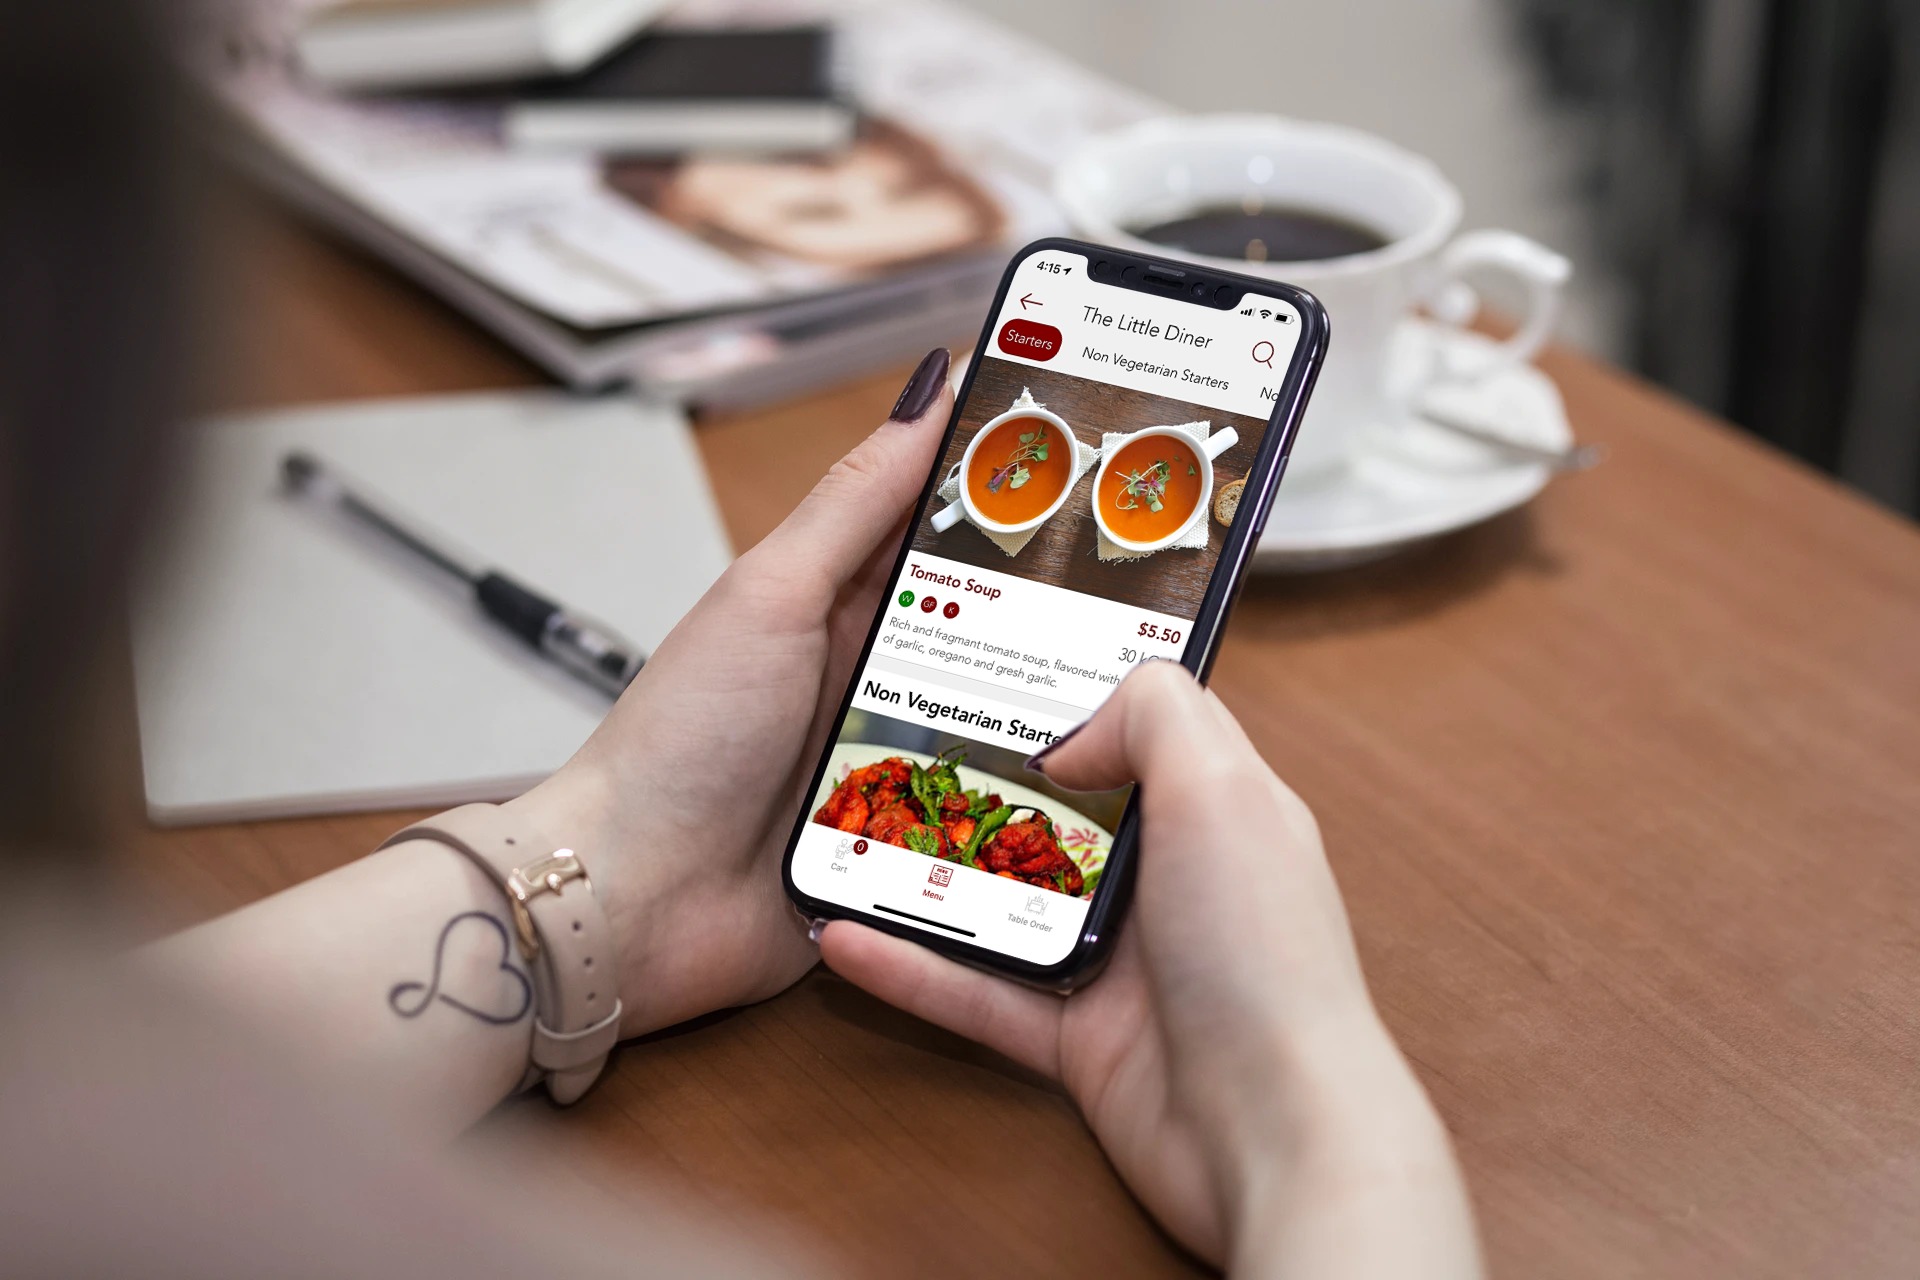 4:15
The Little Diner
Starters
Non Vegetarian Starters
No
Tomato Soup
VV GF K
$5.50
30
Rich and fragmant tomato soup, flavored with
of garlic, oregano and gresh garlic.
Non Vegetarian Starte
0
Cart
Menu
Table Order